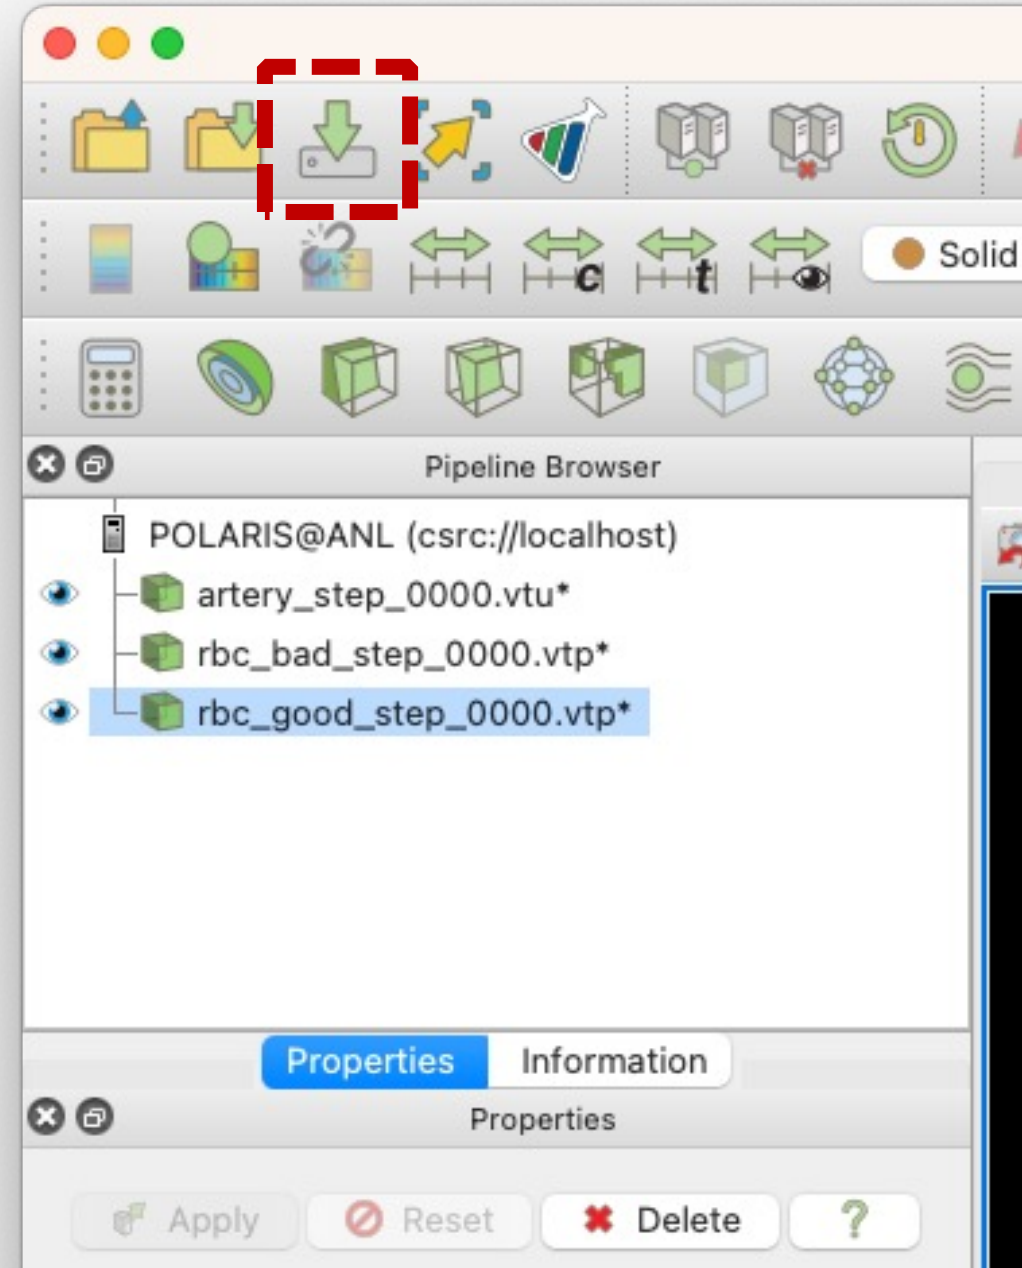 c
t
Solid
Pipeline Browser
POLARIS@ANL (csrc://localhost)
artery_step_0000.vtu*
rbc_bad_step_0000.vtp*
rbc_good_step_0000.vtp*
Properties Information
Properties
Apply Reset Delete ?